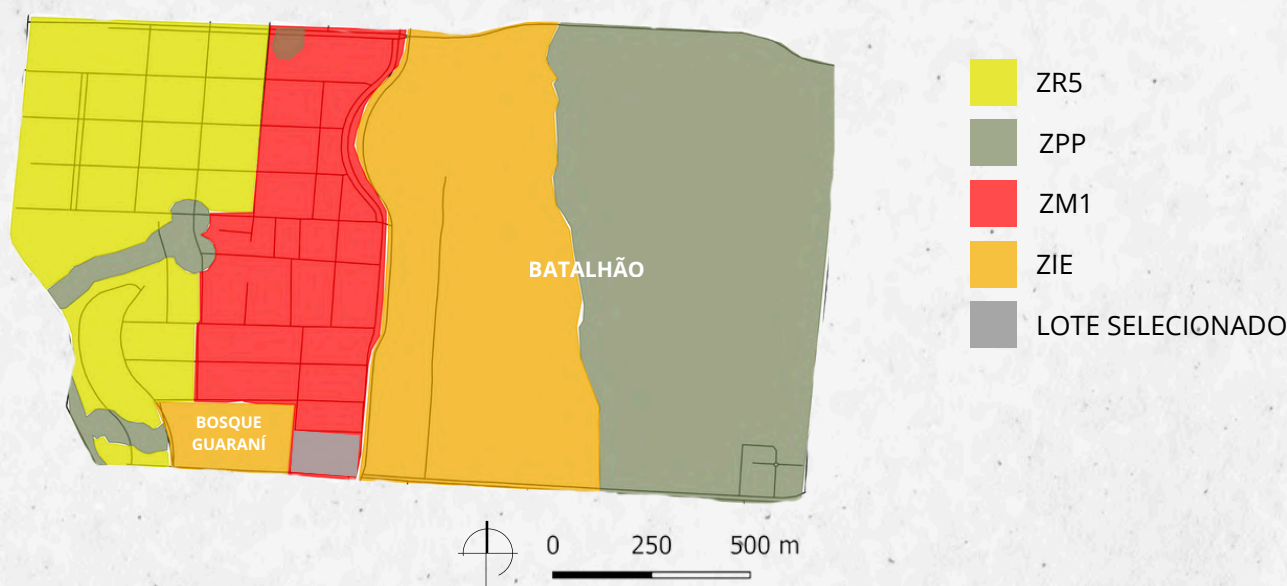 ZR5
ZPP
ZM1
ZIE
LOTE SELECIONADO
BATALHÃO
BOSQUE
GUARANÍ
0 250 500 m